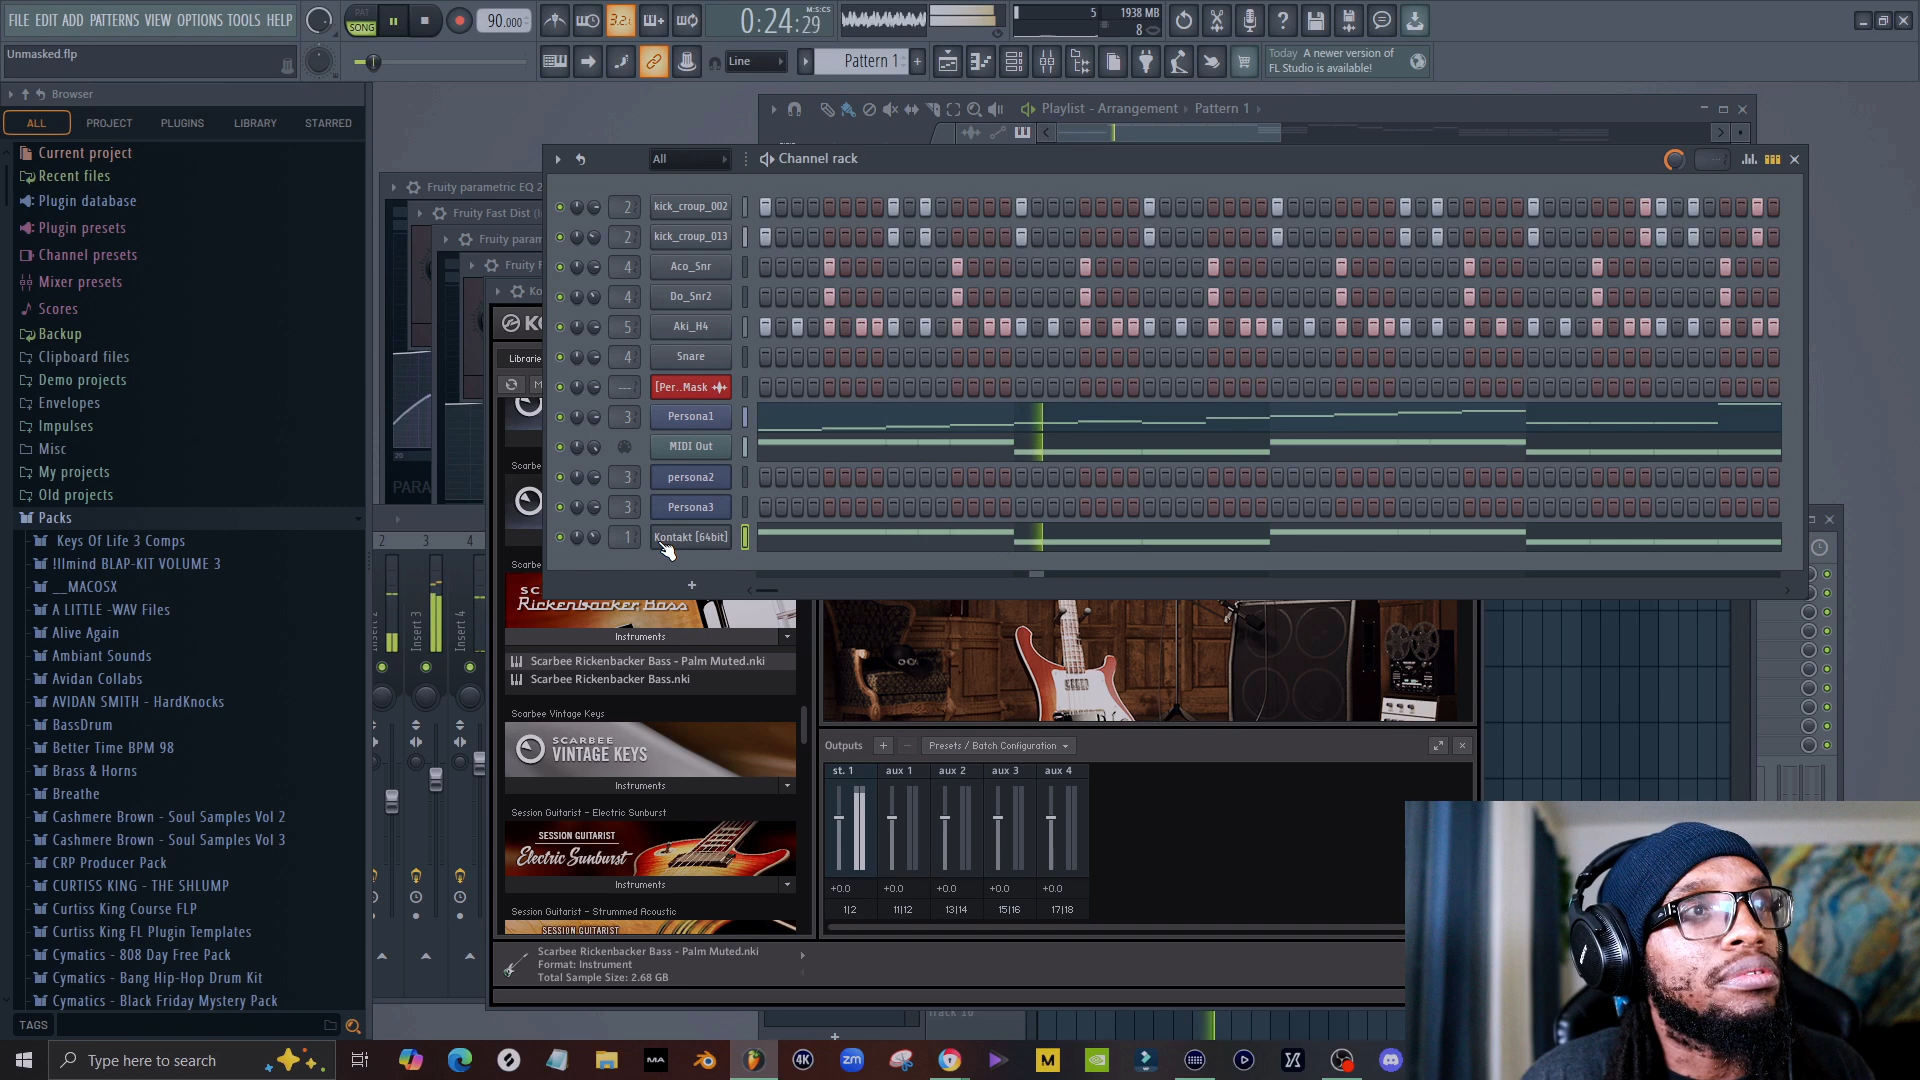 FILE EDIT ADD PATTERNS VIEW OPTIONS TOOLS HELP
PAT
SONG
90.000
3.2.
0:24:29
M:S:CS
5
1938 MB
8
Unmasked.flp
Line
Pattern 1
Today A newer version of
FL Studio is available!
Browser
ALL
PROJECT
PLUGINS
LIBRARY
STARRED
Current project
Recent files
Plugin database
Plugin presets
Channel presets
Mixer presets
Scores
Backup
Clipboard files
Demo projects
Envelopes
Impulses
Misc
My projects
Old projects
Packs
Keys Of Life 3 Comps
!llmind BLAP-KIT VOLUME 3
__MACOSX
A LITTLE -WAV Files
Alive Again
Ambiant Sounds
Avidan Collabs
AVIDAN SMITH - HardKnocks
BassDrum
Better Time BPM 98
Brass & Horns
Breathe
Cashmere Brown - Soul Samples Vol 2
Cashmere Brown - Soul Samples Vol 3
CRP Producer Pack
CURTISS KING - THE SHLUMP
Curtiss King Course FLP
Curtiss King FL Plugin Templates
Cymatics - 808 Day Free Pack
Cymatics - Bang Hip-Hop Drum Kit
Cymatics - Black Friday Mystery Pack
TAGS
Playlist - Arrangement
Pattern 1
All
Channel rack
2 kick_croup_002
2 kick_croup_013
4 Aco_Snr
4 Do_Snr2
5 Aki_H4
4 Snare
--- [Per..Mask
3 Persona1
MIDI Out
3 persona2
3 Persona3
1 Kontakt [64bit]
+
Fruity parametric EQ 2
Fruity Fast Dist
Fruity param
Fruity
Librarie
20
2 3 4
Insert 3
Insert 4
Rickenbacker Bass
Instruments
Scarbee Rickenbacker Bass - Palm Muted.nki
Scarbee Rickenbacker Bass.nki
Scarbee Vintage Keys
SCARBEE
VINTAGE KEYS
Instruments
Session Guitarist - Electric Sunburst
SESSION GUITARIST
Electric Sunburst
Instruments
Session Guitarist - Strummed Acoustic
SESSION GUITARIST
Outputs
Presets / Batch Configuration
st. 1
aux 1
aux 2
aux 3
aux 4
+0.0
+0.0
+0.0
+0.0
+0.0
1|2
11|12
13|14
15|16
17|18
Scarbee Rickenbacker Bass - Palm Muted.nki
Format: Instrument
Total Sample Size: 2.68 GB
Type here to search
MA
4K
zm
M